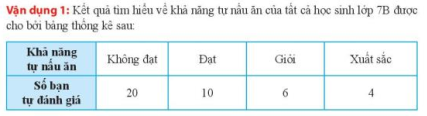 Vận dụng 1: Kết quả tìm hiểu về khả năng tự nấu ăn của tất cả học sinh lớp 7B được
cho bởi bảng thống kê sau:
Khả năng
tự nấu ăn Không đạt Đạt Giỏi Xuất sắc
Số bạn
tự đánh giá 20 10 6 4